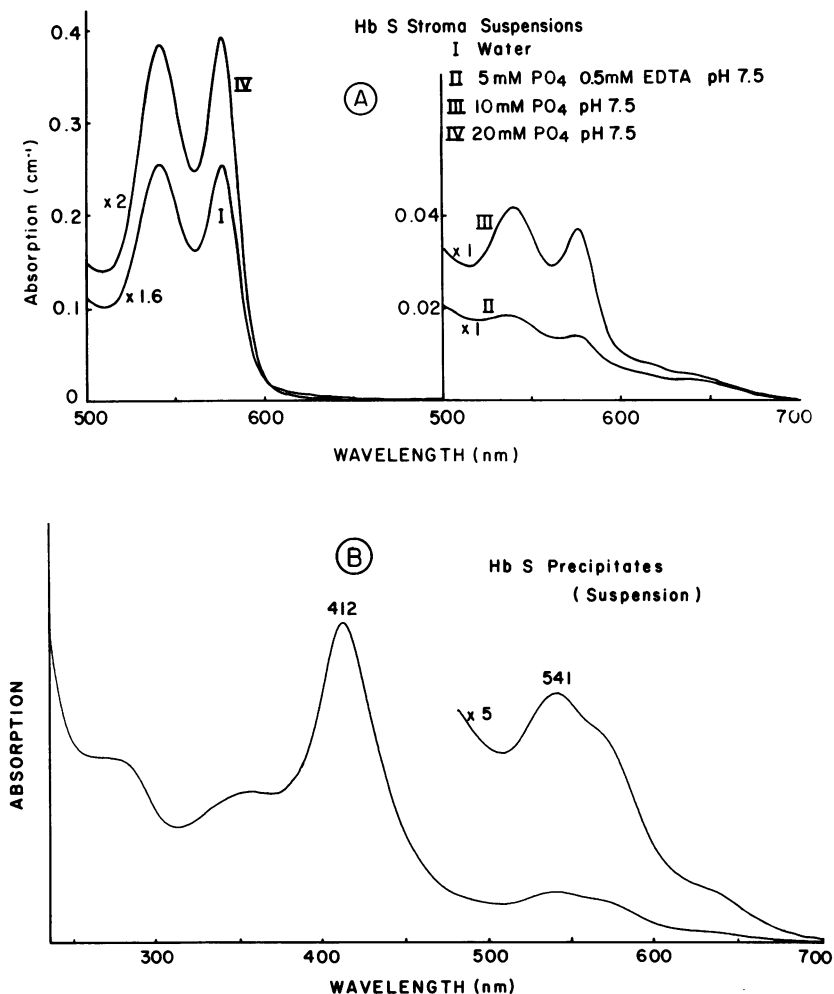 Hb S Stroma Suspensions
I Water
II 5mM PO4 0.5mM EDTA pH 7.5
III 10mM PO4 pH 7.5
IV 20mM PO4 pH 7.5
A
Absorption (cm⁻¹)
0.4
0.3
0.2
0.1
0
IV
x2
I
x1.6
0.04
0.02
III
x1
II
x1
500
600
500
600
700
WAVELENGTH (nm)
B
Hb S Precipitates
(Suspension)
412
541
x5
ABSORPTION
300
400
500
600
700
WAVELENGTH (nm)